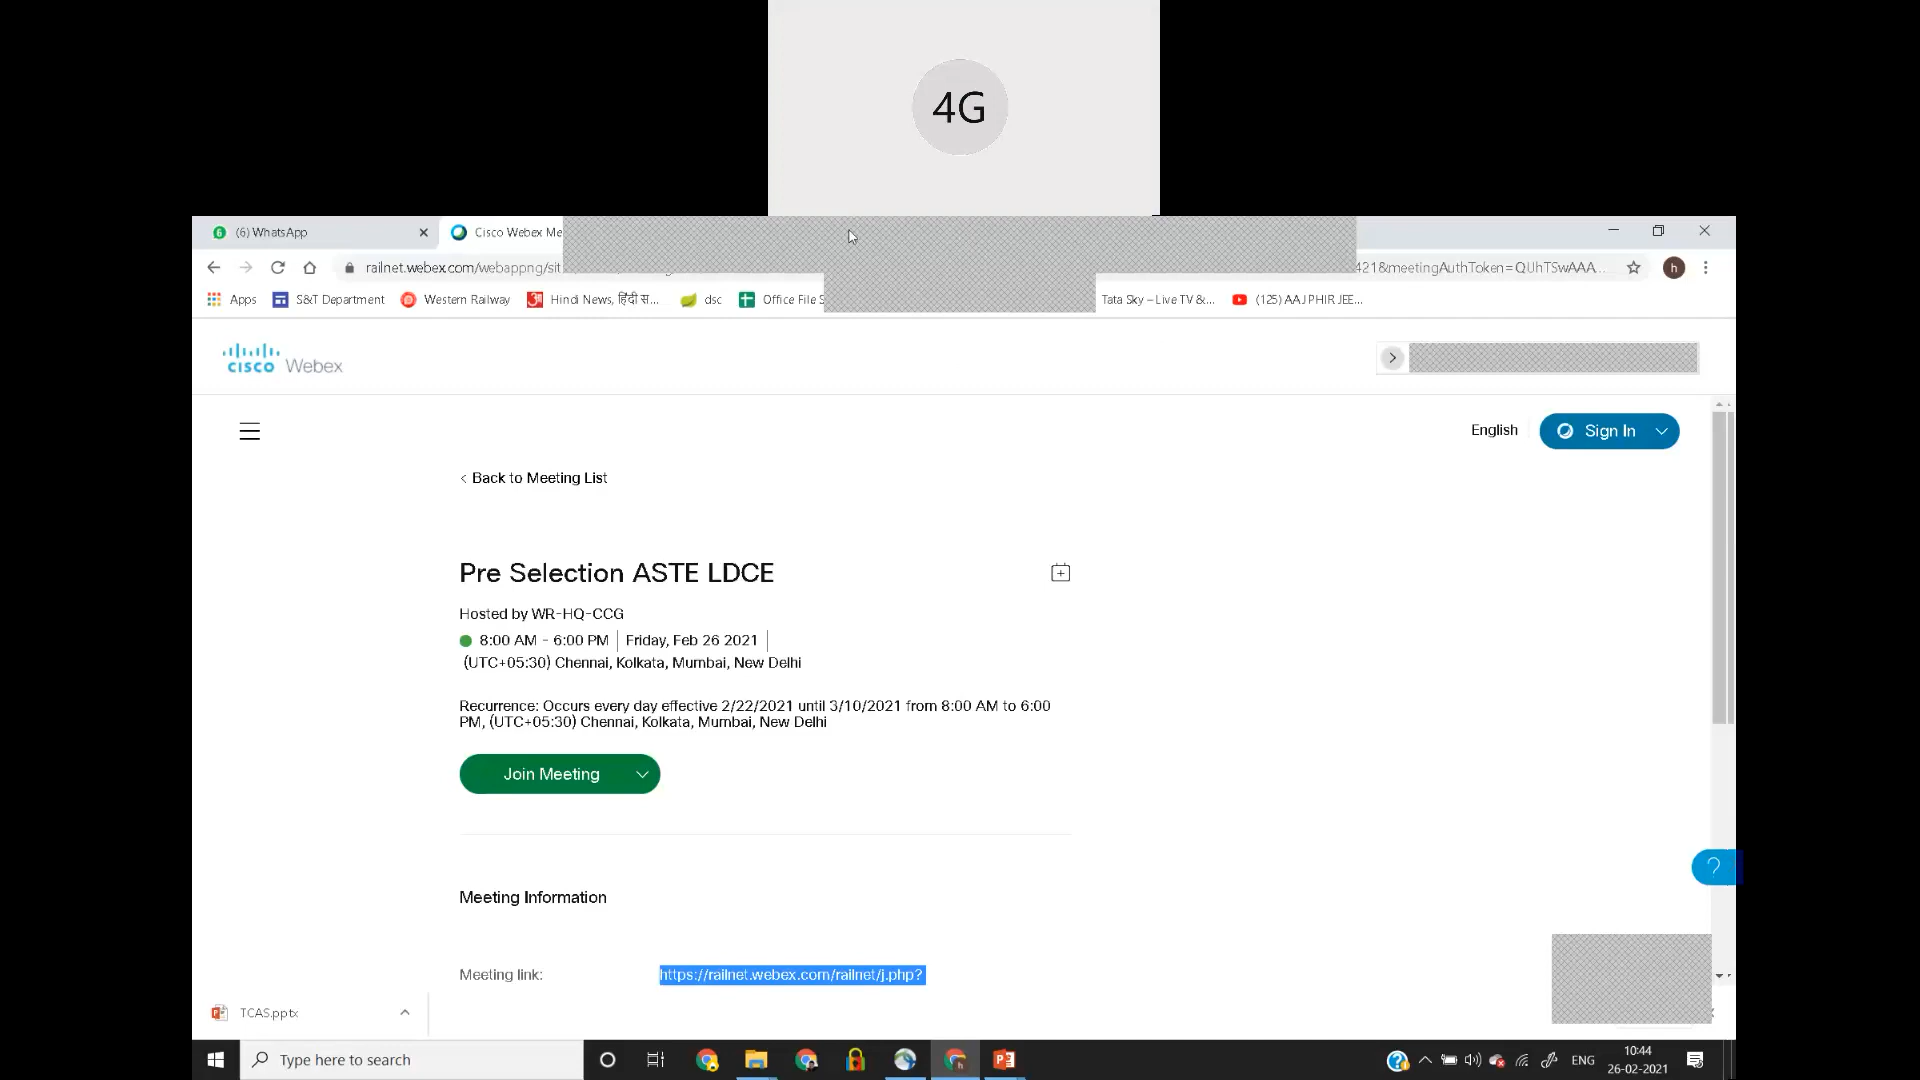 4G
(6) WhatsApp
Cisco Webex Me
railnet.webex.com/webappng/sit
421&meetingAuthToken=QUhTSwAAA...
h
Apps
S&T Department
Western Railway
Hindi News, हिंदी स...
dsc
Office File S
Tata Sky – Live TV &...
(125) AAJ PHIR JEE...
cisco Webex
English
Sign In
< Back to Meeting List
Pre Selection ASTE LDCE
Hosted by WR-HQ-CCG
8:00 AM - 6:00 PM | Friday, Feb 26 2021 |
(UTC+05:30) Chennai, Kolkata, Mumbai, New Delhi
Recurrence: Occurs every day effective 2/22/2021 until 3/10/2021 from 8:00 AM to 6:00
PM, (UTC+05:30) Chennai, Kolkata, Mumbai, New Delhi
Join Meeting
?
Meeting Information
Meeting link:
https://railnet.webex.com/railnet/j.php?
TCAS.pptx
Type here to search
ENG
10:44
26-02-2021